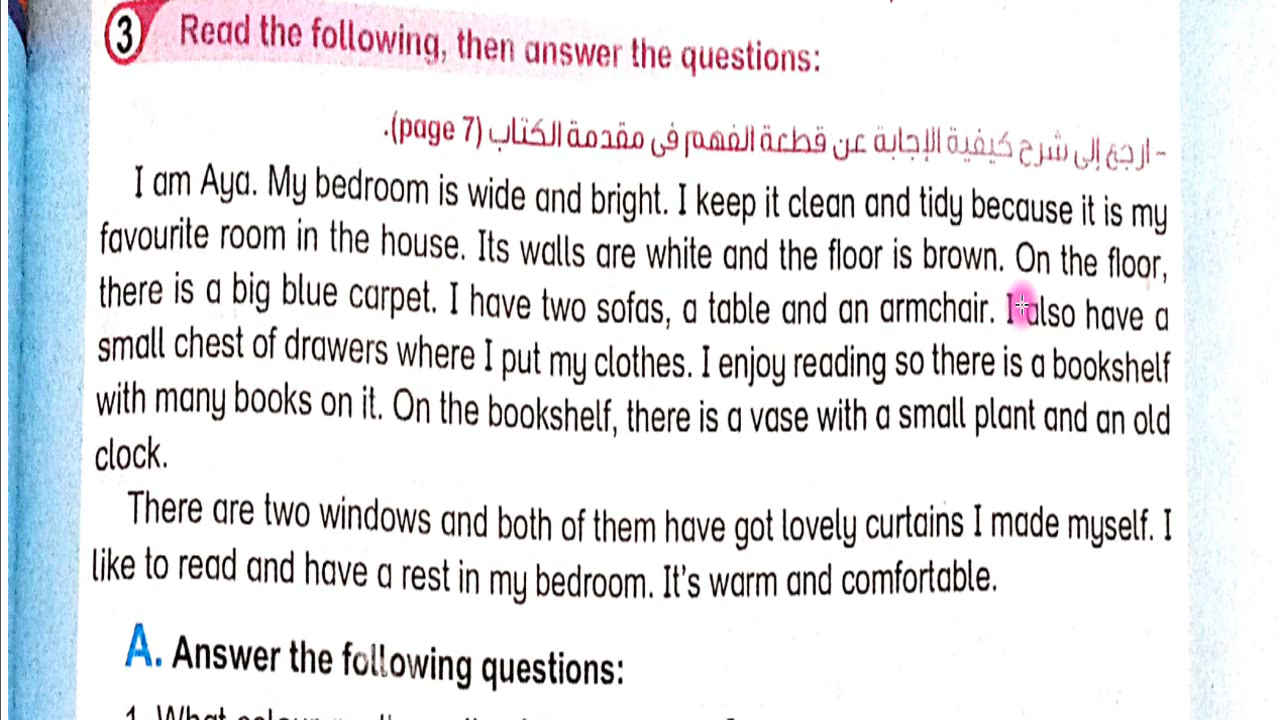 3 Read the following, then answer the questions:
- ارجع إلى شرح كيفية الإجابة عن قطعة الفهم فى مقدمة الكتاب (page 7).
I am Aya. My bedroom is wide and bright. I keep it clean and tidy because it is my
favourite room in the house. Its walls are white and the floor is brown. On the floor,
there is a big blue carpet. I have two sofas, a table and an armchair. I also have a
small chest of drawers where I put my clothes. I enjoy reading so there is a bookshelf
with many books on it. On the bookshelf, there is a vase with a small plant and an old
clock.
There are two windows and both of them have got lovely curtains I made myself. I
like to read and have a rest in my bedroom. It's warm and comfortable.
A. Answer the following questions:
1. What